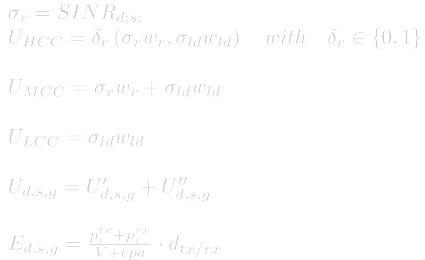 σ_r = SINR_{d;s;}
U_{HCC} = δ_r (σ_r w_r, σ_{ld} w_{ld}) with δ_r ∈ {0, 1}
U_{MCC} = σ_r w_r + σ_{ld} w_{ld}
U_{LCC} = σ_{ld} w_{ld}
U_{d,s,g} = U'_{d,s,g} + U''_{d,s,g}
E_{d,s,g} = \frac{p_i^{tx} + p_i^{rx}}{V + epa} · d_{tx/rx}